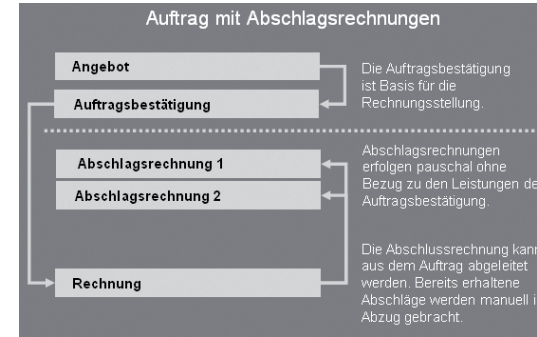 Auftrag mit Abschlagsrechnungen
Angebot
Die Auftragsbestätigung
ist Basis für die
Rechnungsstellung.
Auftragsbestätigung
Abschlagsrechnungen
erfolgen pauschal ohne
Bezug zu den Leistungen de
Auftragsbestätigung.
Abschlagsrechnung 1
Abschlagsrechnung 2
Die Abschlussrechnung kann
aus dem Auftrag abgeleitet
werden. Bereits erhaltene
Abschläge werden manuell i
Abzug gebracht.
Rechnung